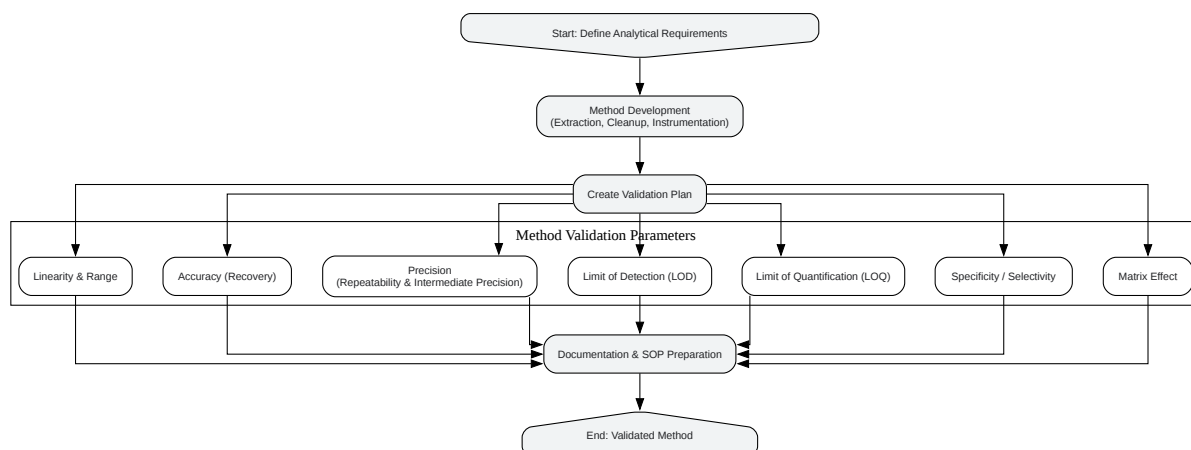 Start: Define Analytical Requirements
Method Development
(Extraction, Cleanup, Instrumentation)
Create Validation Plan
Method Validation Parameters
Linearity & Range
Accuracy (Recovery)
Precision
(Repeatability & Intermediate Precision)
Limit of Detection (LOD)
Limit of Quantification (LOQ)
Specificity / Selectivity
Matrix Effect
Documentation & SOP Preparation
End: Validated Method